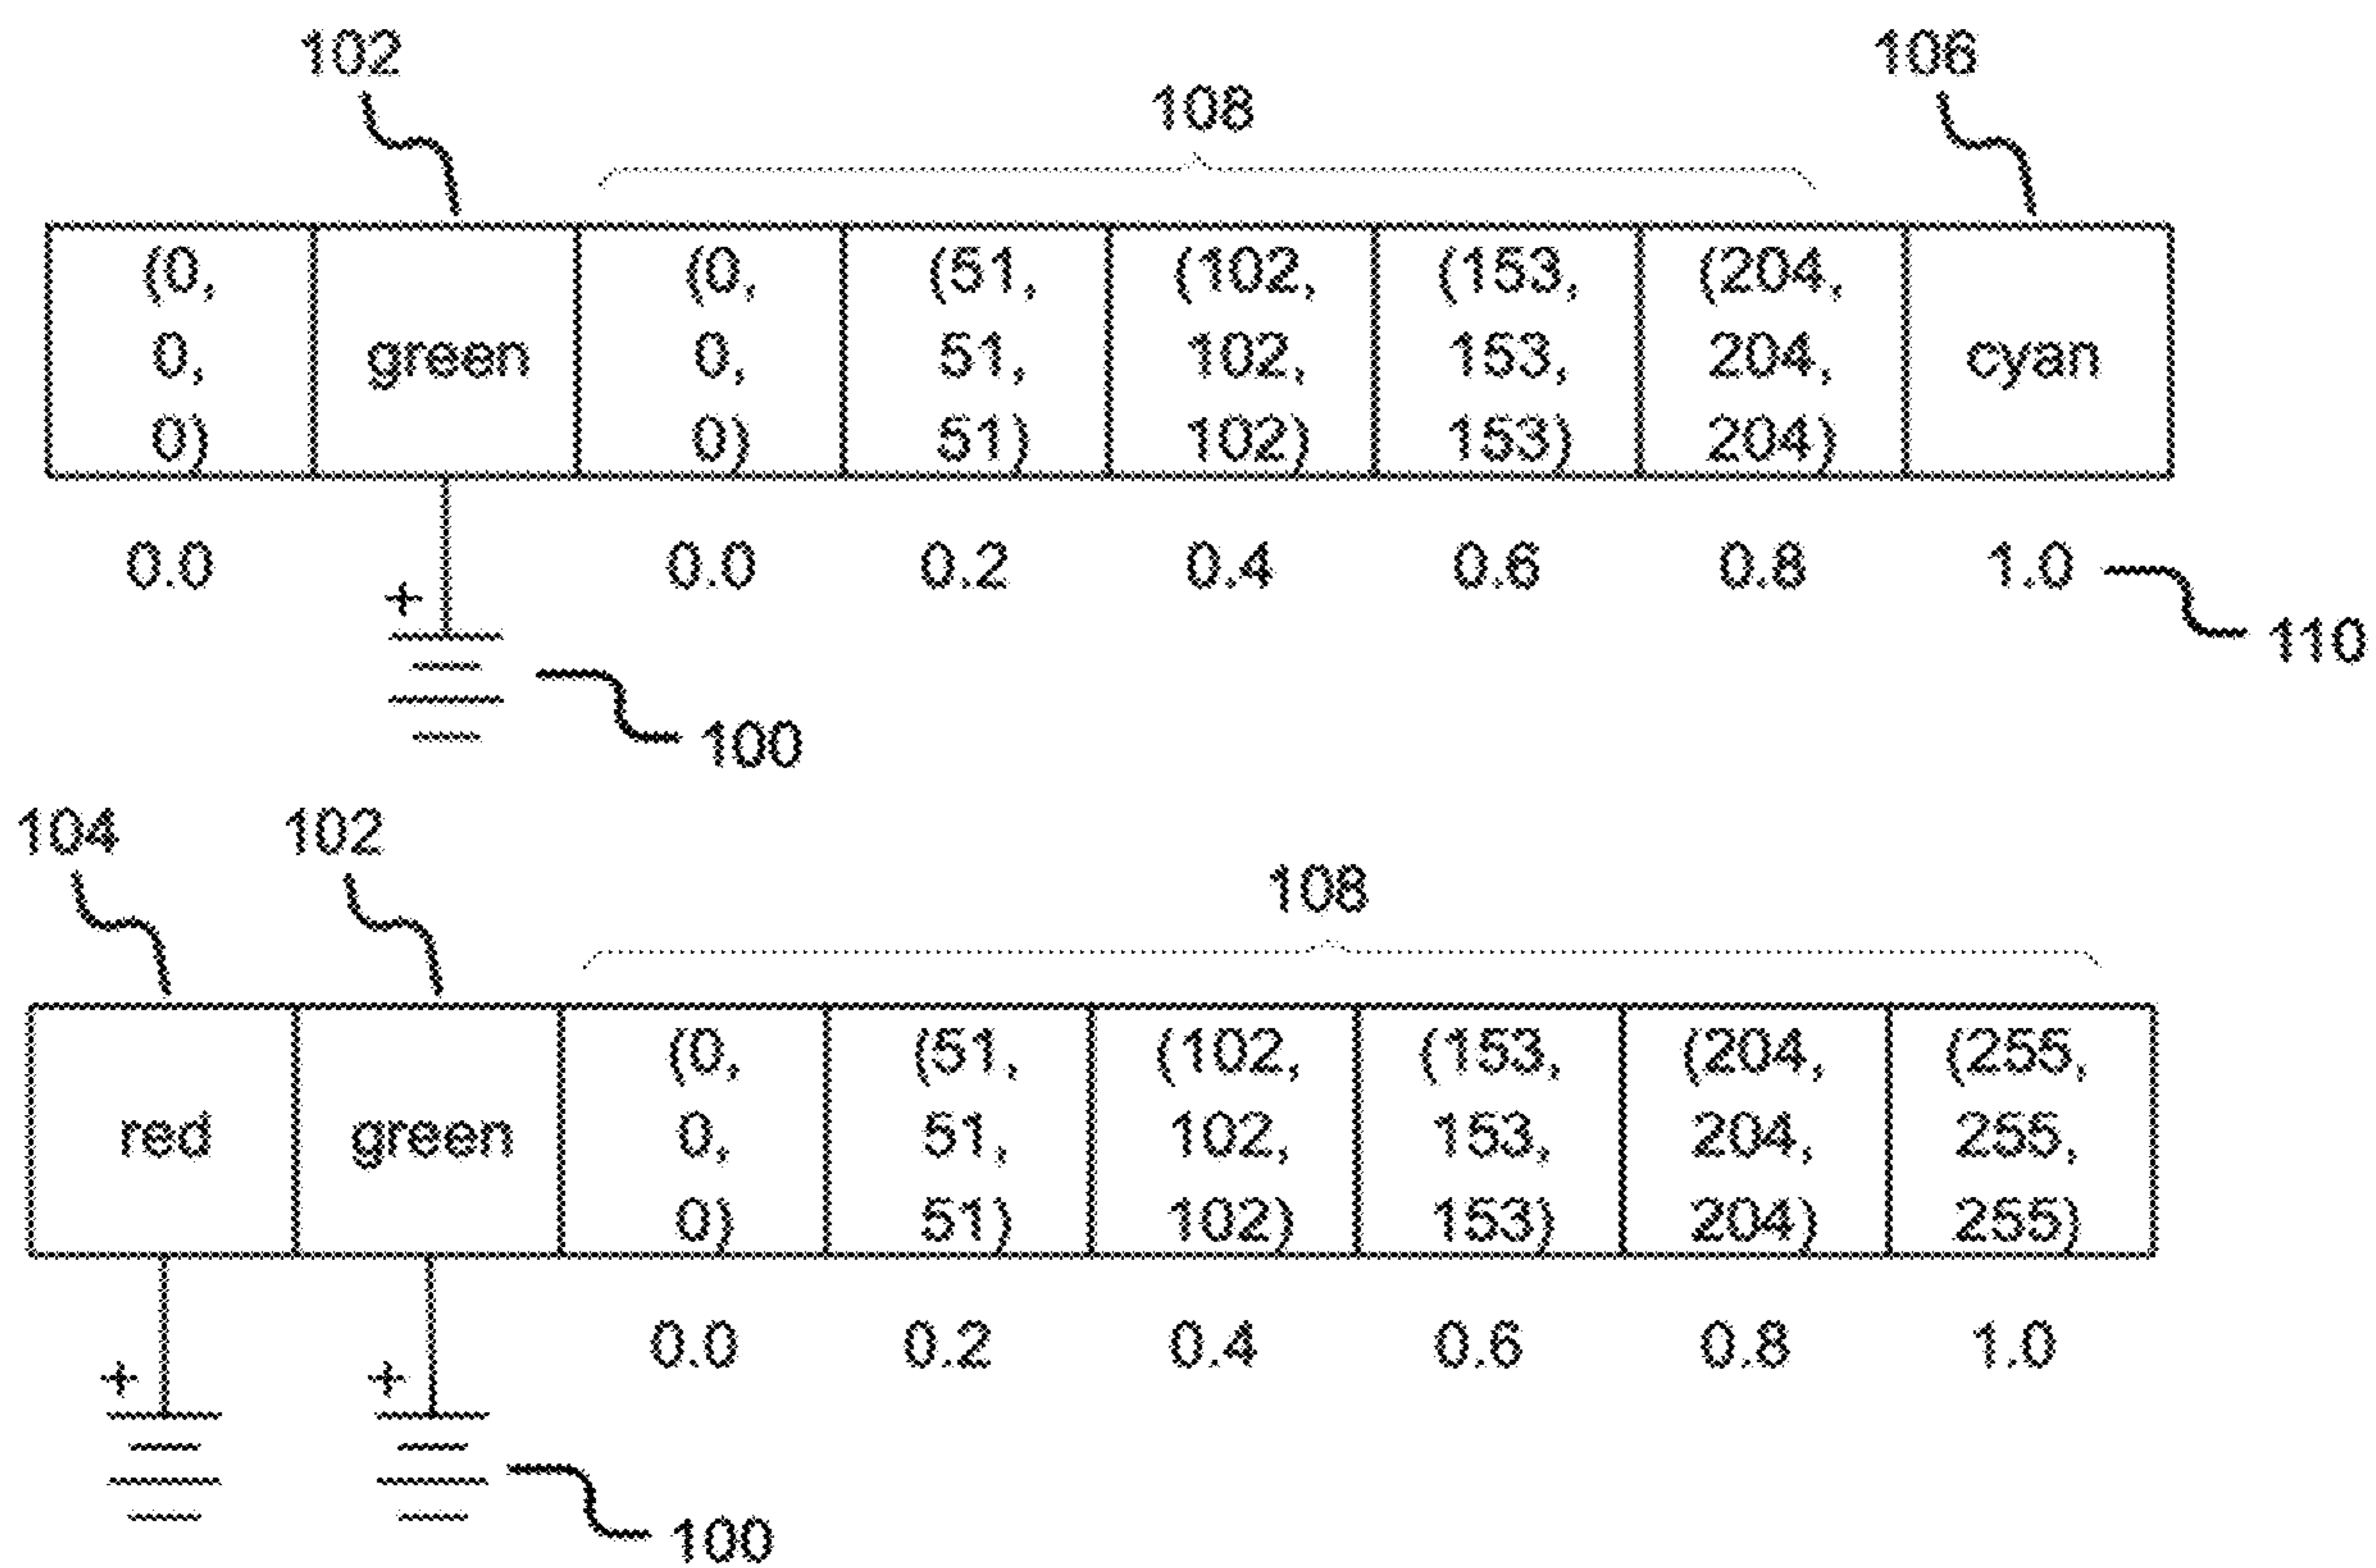 102
106
108
(0, (0, (51, (102, (153, (204,
0, green 0, 51, 102, 153, 204, cyan
0) 0) 51) 102) 153) 204)
0.0 0.0 0.2 0.4 0.6 0.8 1.0
+
110
100
104 102
108
(0, (51, (102, (153, (204, (255,
red green 0, 51, 102, 153, 204, 255,
0) 51) 102) 153) 204) 255)
0.0 0.2 0.4 0.6 0.8 1.0
+ +
100